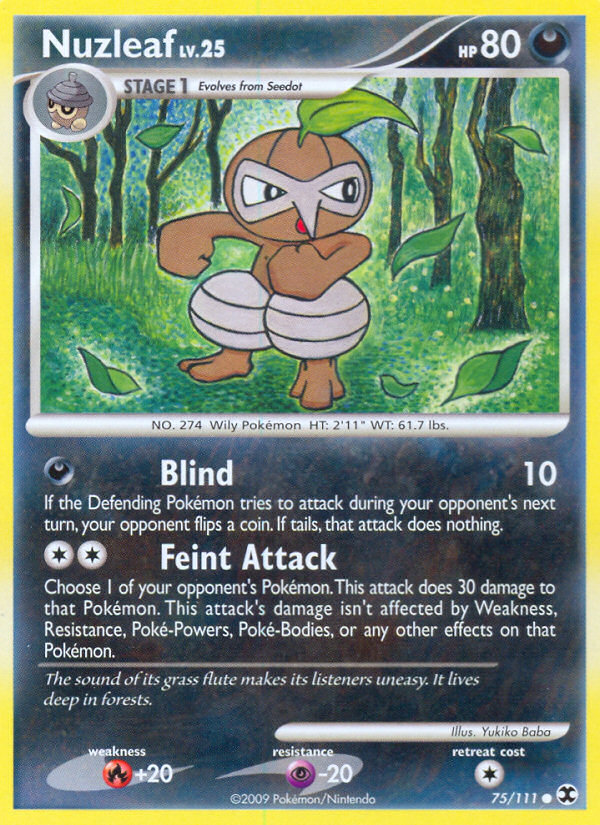 Nuzleaf LV.25 HP 80
STAGE 1 Evolves from Seedot
NO. 274 Wily Pokémon HT: 2'11" WT: 61.7 lbs.
Blind 10
If the Defending Pokémon tries to attack during your opponent's next
turn, your opponent flips a coin. If tails, that attack does nothing.
Feint Attack
Choose 1 of your opponent's Pokémon. This attack does 30 damage to
that Pokémon. This attack's damage isn't affected by Weakness,
Resistance, Poké-Powers, Poké-Bodies, or any other effects on that
Pokémon.
The sound of its grass flute makes its listeners uneasy. It lives
deep in forests.
Illus. Yukiko Baba
weakness resistance retreat cost
+20 -20
©2009 Pokémon/Nintendo 75/111